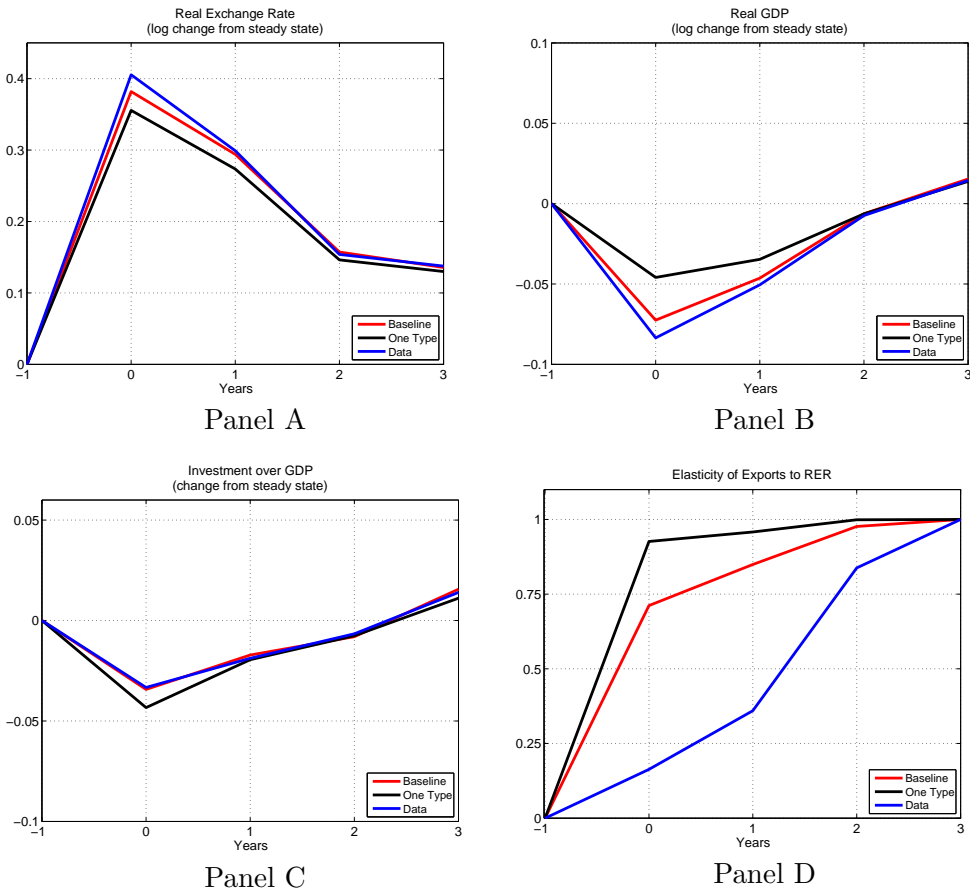 Real Exchange Rate
(log change from steady state)
0.4
0.3
0.2
0.1
0
−1
0
1
2
3
Years
Baseline
One Type
Data
Panel A
Real GDP
(log change from steady state)
0.1
0.05
0
−0.05
−0.1
−1
0
1
2
3
Years
Baseline
One Type
Data
Panel B
Investment over GDP
(change from steady state)
0.05
0
−0.05
−0.1
−1
0
1
2
3
Years
Baseline
One Type
Data
Panel C
Elasticity of Exports to RER
1
0.75
0.5
0.25
0
−1
0
1
2
3
Years
Baseline
One Type
Data
Panel D